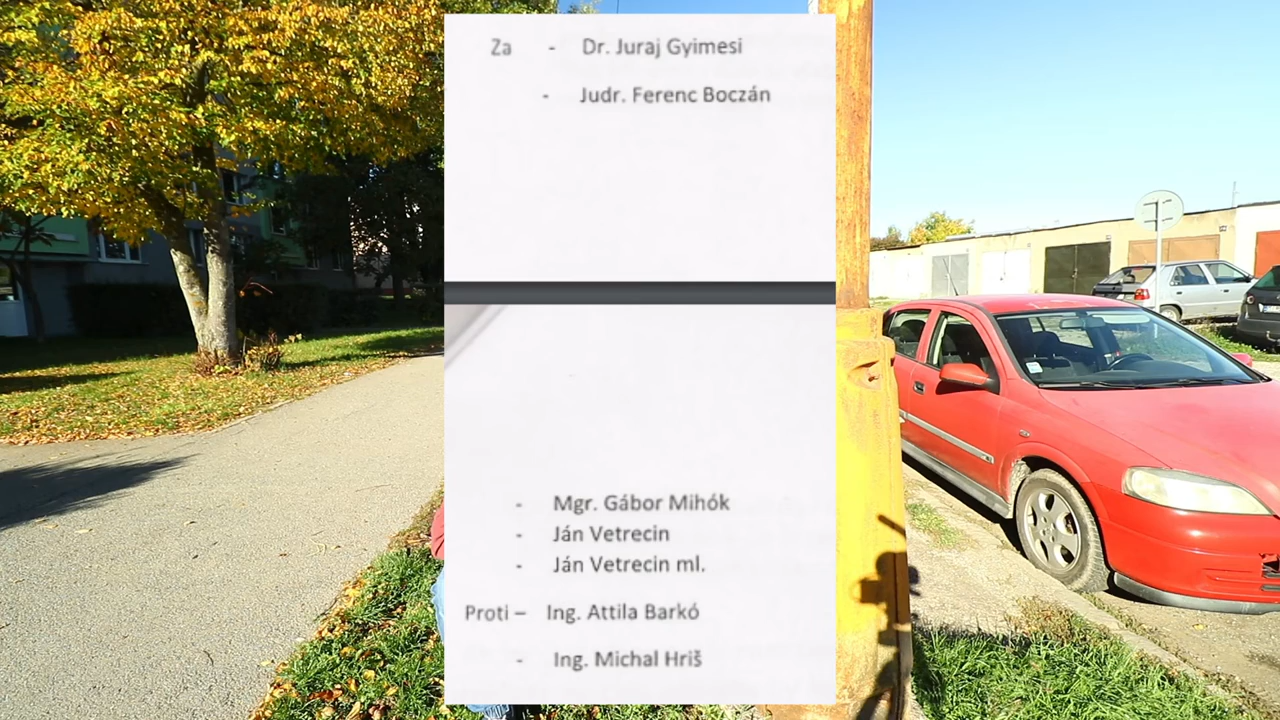 Za - Dr. Juraj Gyimesi
- Judr. Ferenc Boczán
- Mgr. Gábor Mihók
- Ján Vetrecin
- Ján Vetrecin ml.
Proti – Ing. Attila Barkó
- Ing. Michal Hriš